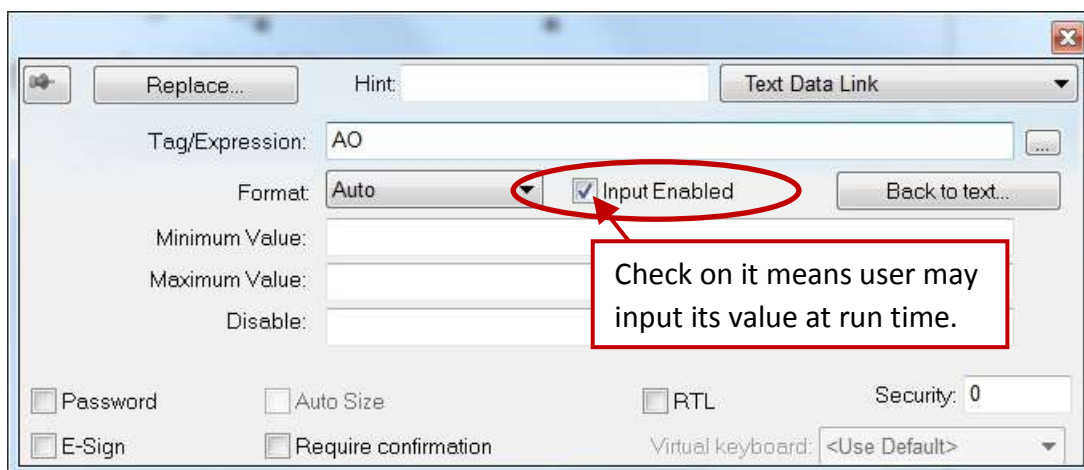 Replace... Hint: Text Data Link
Tag/Expression: AO ...
Format: Auto Input Enabled Back to text...
Minimum Value:
Maximum Value:
Disable:
Check on it means user may
input its value at run time.
Password Auto Size RTL Security: 0
E-Sign Require confirmation Virtual keyboard: <Use Default>